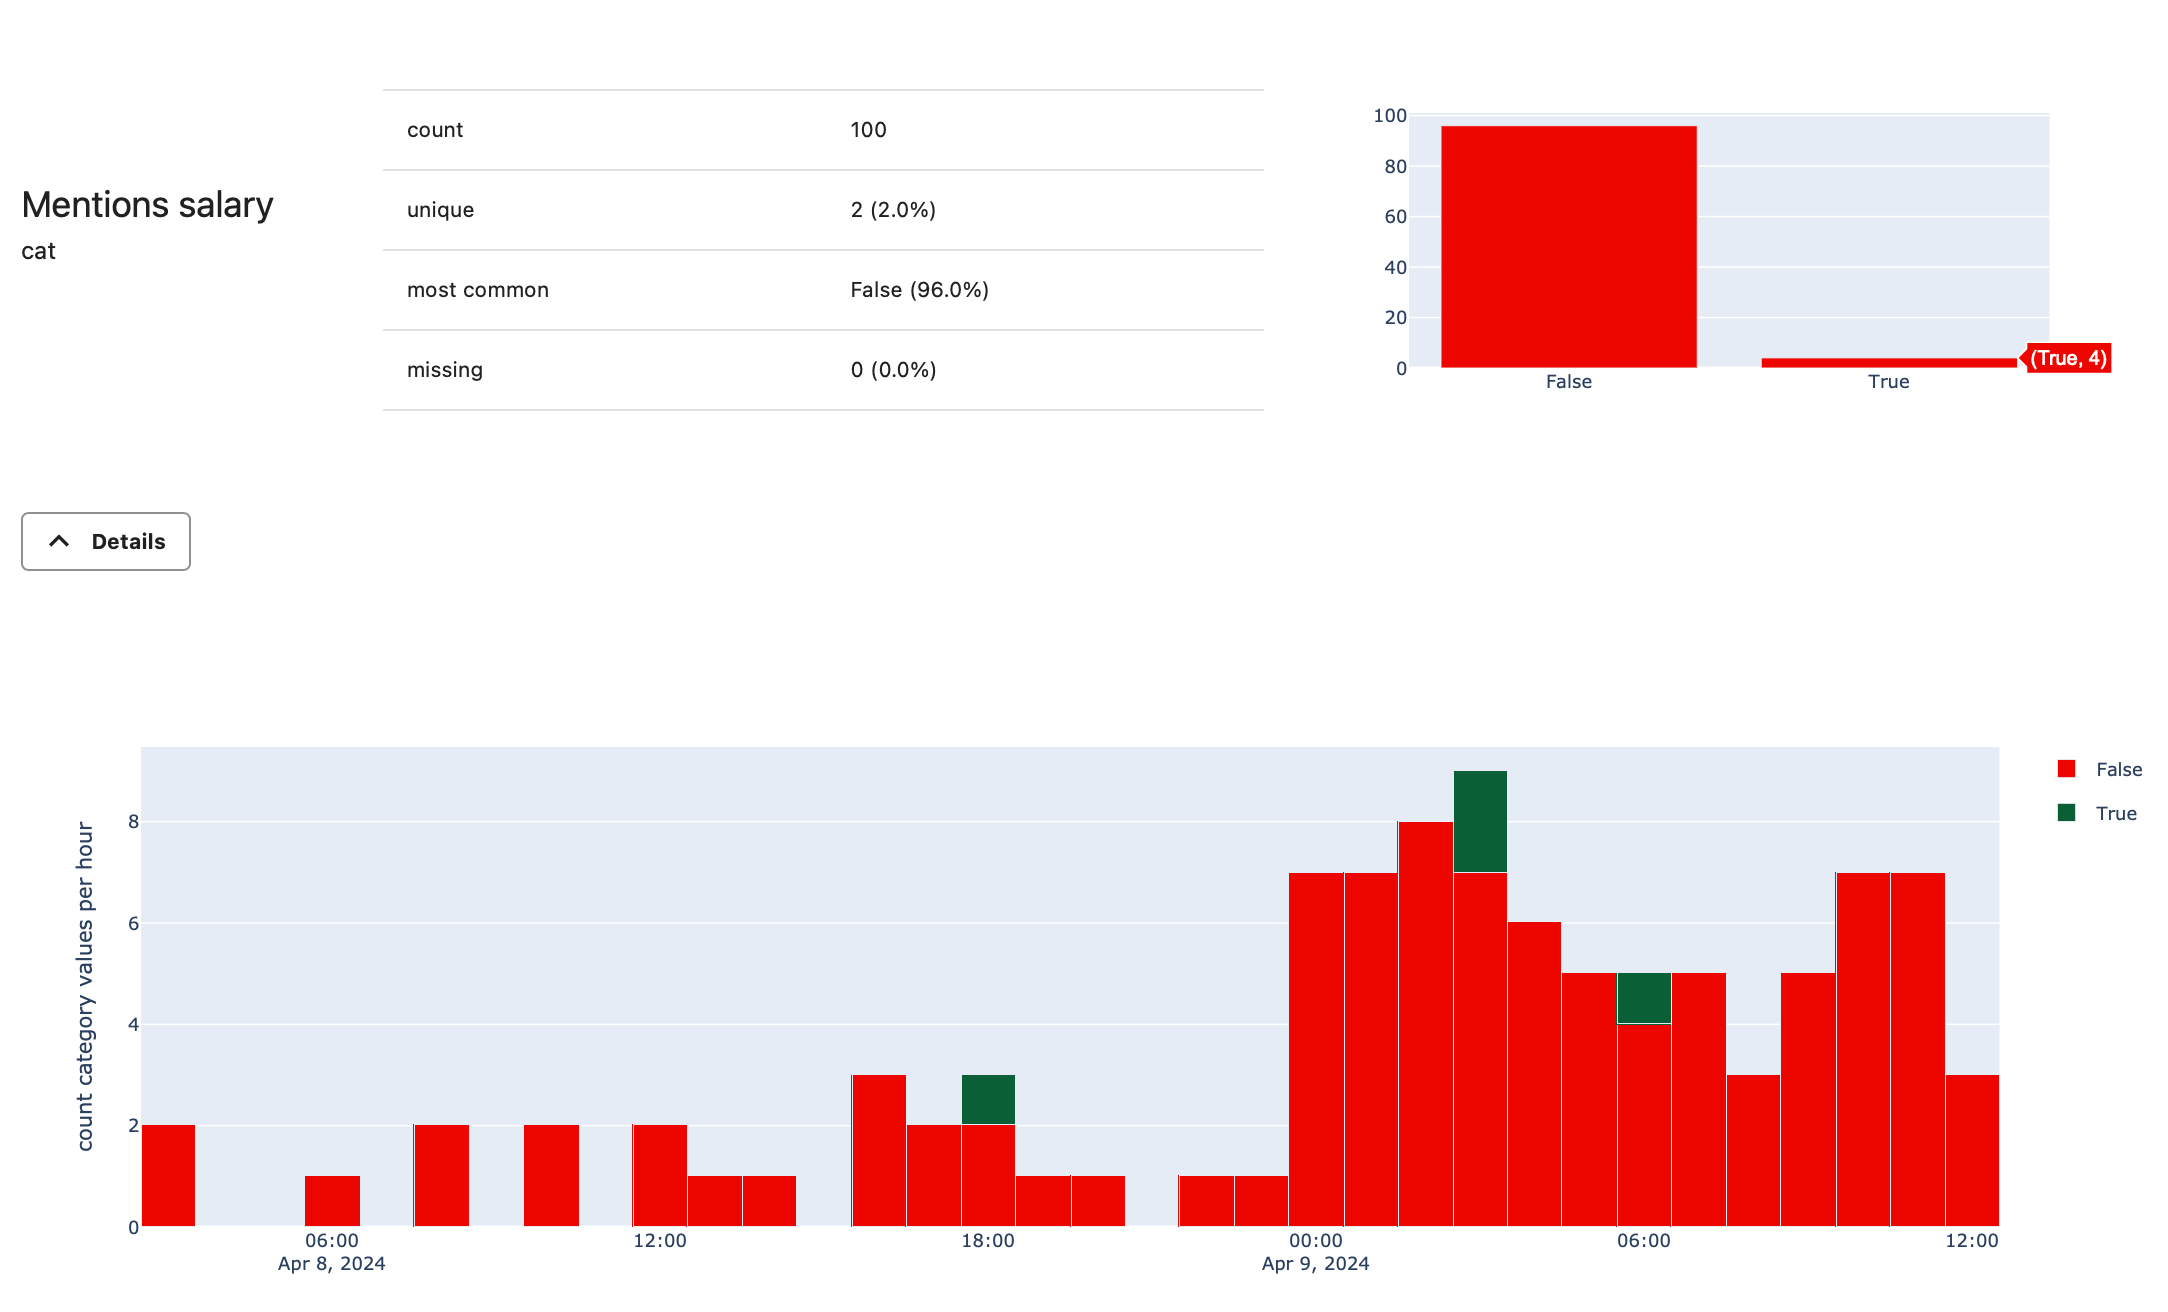 Mentions salary
cat
count 100
unique 2 (2.0%)
most common False (96.0%)
missing 0 (0.0%)
100
80
60
40
20
0
False True
(True, 4)
Details
count category values per hour
8
6
4
2
0
06:00 12:00 18:00 00:00 06:00 12:00
Apr 8, 2024 Apr 9, 2024
False
True